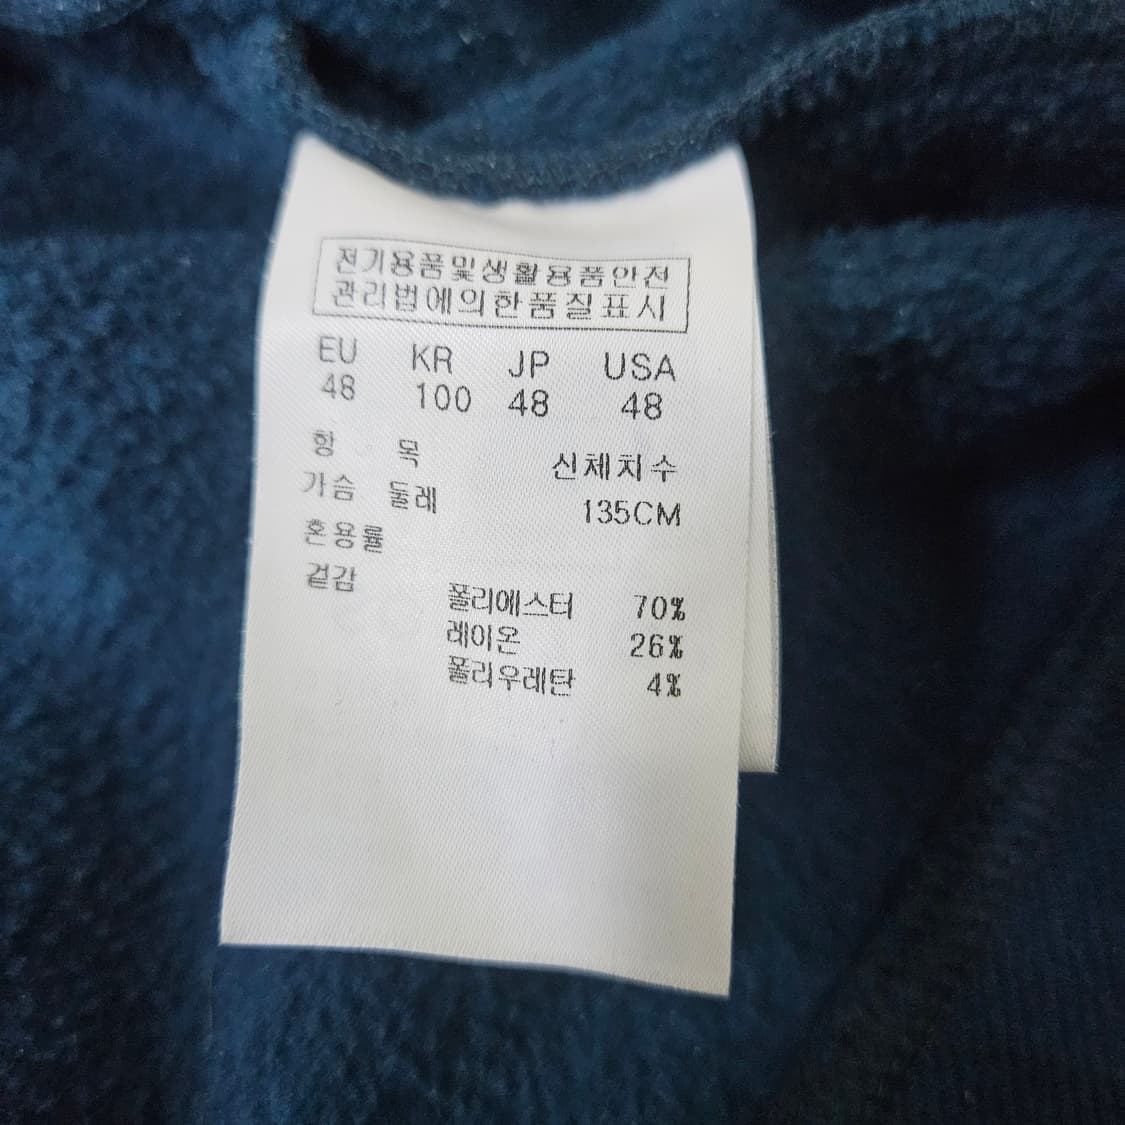 전기용품및생활용품안전
관리법에의한품질표시
EU KR JP USA
48 100 48 48
항 목 신체치수
가슴 둘레 135CM
혼용률
겉감
폴리에스터 70%
레이온 26%
폴리우레탄 4%